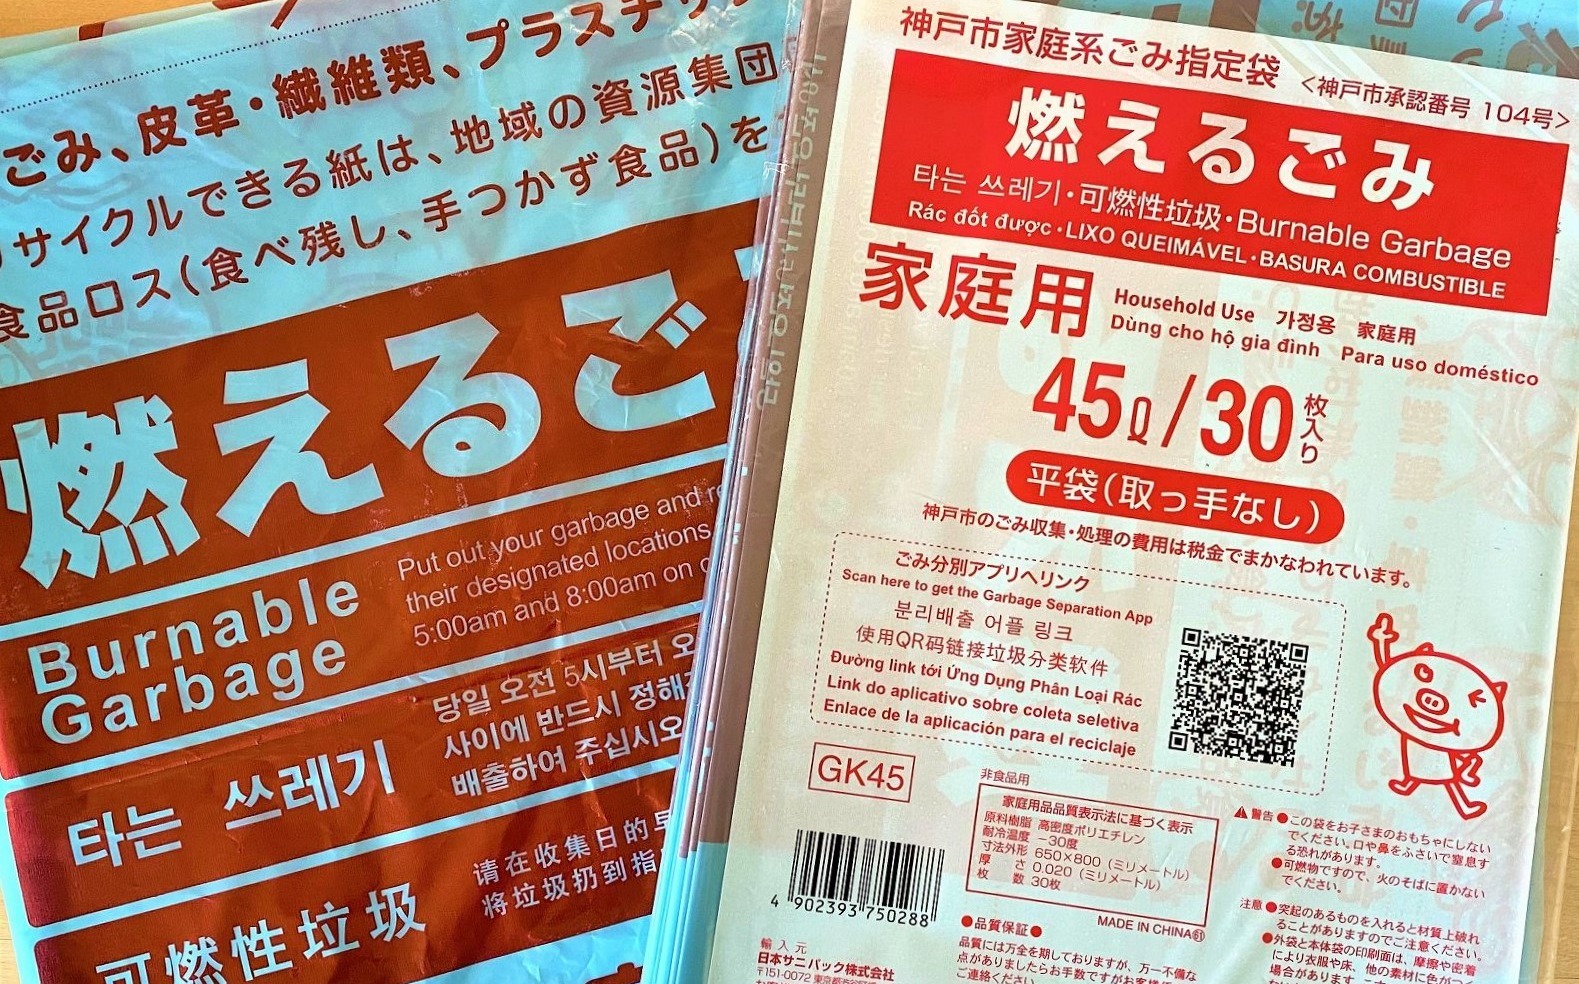 ごみ、皮革・繊維類、プラスチッ
リサイクルできる紙は、地域の資源集団
食品ロス(食べ残し、手つかず食品)を
燃えるご
Burnable
Garbage
Put out your garbage and
their designated locations
5:00am and 8:00am on
타는 쓰레기
당일 오전 5시부터 오
사이에 반드시 정해
배출하여 주십시오
可燃性垃圾
请在收集日的早
将垃圾扔到指
神戸市家庭系ごみ指定袋 <神戸市承認番号 104号>
燃えるごみ
타는 쓰레기・可燃性垃圾・Burnable Garbage
Rác đốt được・LIXO QUEIMÁVEL・BASURA COMBUSTIBLE
家庭用
Household Use 가정용 家庭用
Dùng cho hộ gia đình Para uso doméstico
45ℓ/30枚入り
平袋(取っ手なし)
神戸市のごみ収集・処理の費用は税金でまかなわれています。
ごみ分別アプリへリンク
Scan here to get the Garbage Separation App
분리배출 어플 링크
使用QR码链接垃圾分类软件
Đường link tới Ứng Dụng Phân Loại Rác
Link do aplicativo sobre coleta seletiva
Enlace de la aplicación para el reciclaje
GK45
非食品用
家庭用品品質表示法に基づく表示
原料樹脂 高密度ポリエチレン
耐冷温度 −30度
寸法外形 650×800(ミリメートル)
厚さ 0.020(ミリメートル)
枚数 30枚
MADE IN CHINA
4 902393 750288
輸入元
日本サニパック株式会社
〒151-0072 東京都渋谷区
●品質保証●
品質には万全を期しておりますが、万一不備な
点がありましたらお手数ですがお客様
ご連絡ください。
警告 ●この袋をお子さまのおもちゃにしない
でください。口や鼻をふさいで窒息す
る恐れがあります。
●可燃物ですので、火のそばに置かない
でください。
注意 ●突起のあるものを入れると材質上破れ
ることがありますのでご注意ください。
●外袋と本体袋の印刷面は、摩擦や密着
により衣服や床、他の素材に色がつく
場合があります。